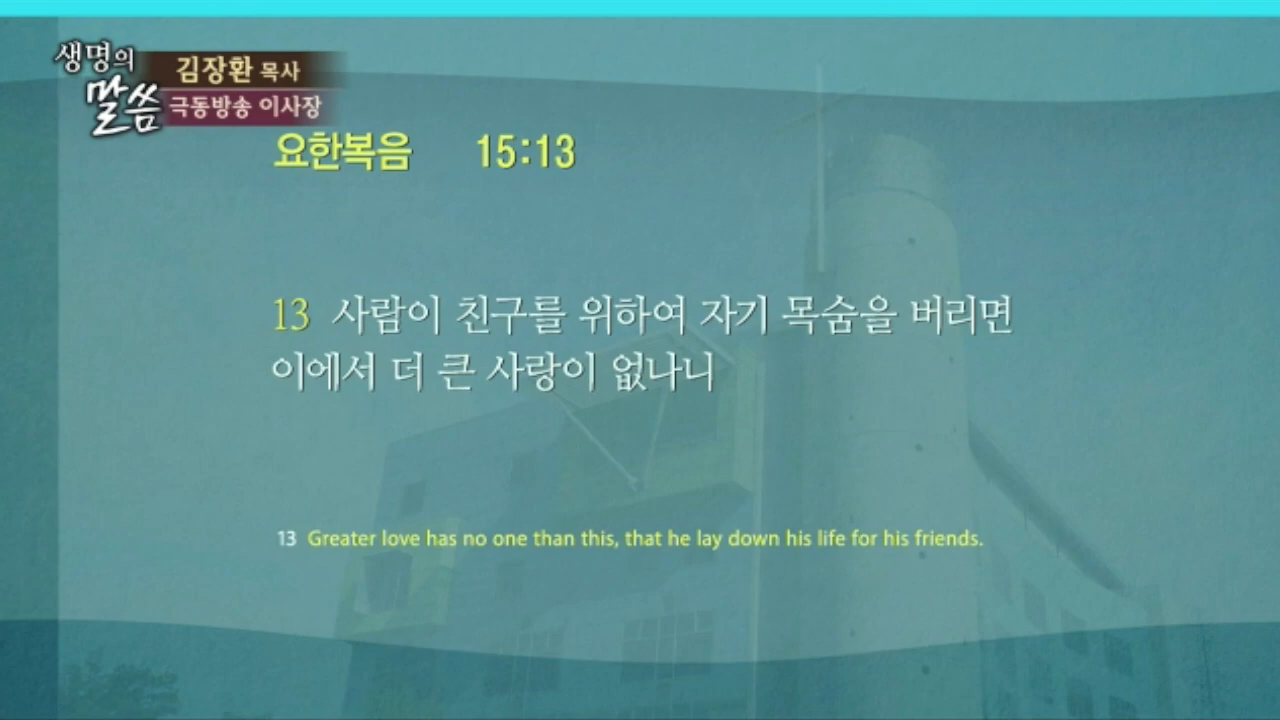 생명의
말씀
김장환 목사
극동방송 이사장
요한복음 15:13
13 사람이 친구를 위하여 자기 목숨을 버리면
이에서 더 큰 사랑이 없나니
13 Greater love has no one than this, that he lay down his life for his friends.